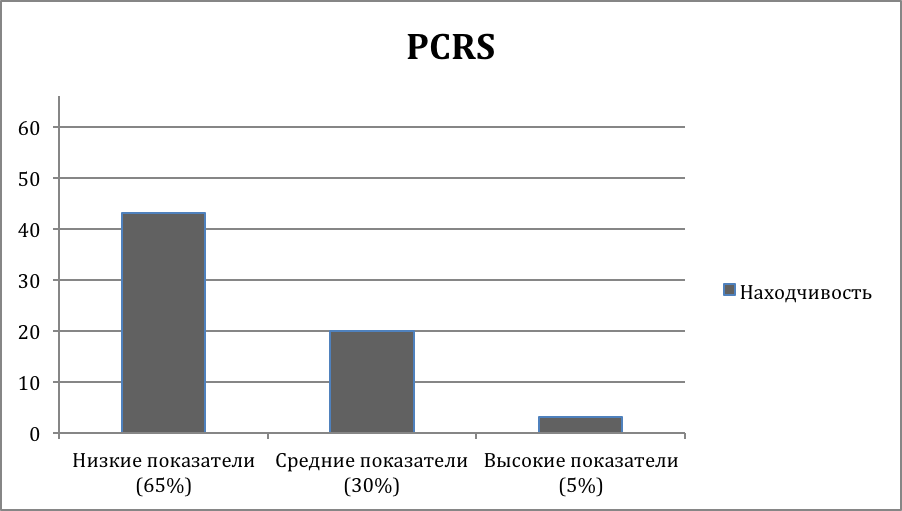 PCRS
60
50
40
30
20
10
0
Находчивость
Низкие показатели
(65%)
Средние показатели
(30%)
Высокие показатели
(5%)